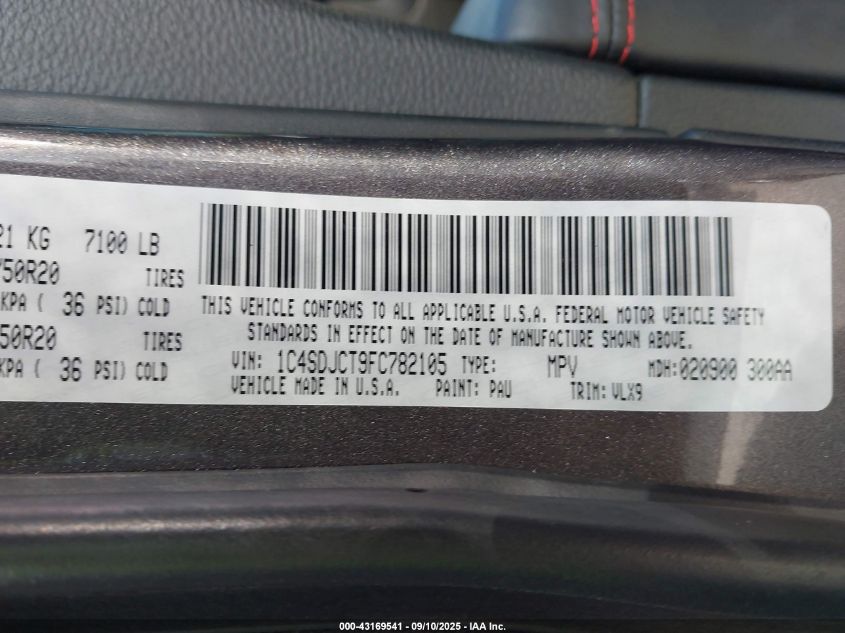 21 KG 7100 LB
50R20 TIRES
KPA ( 36 PSI) COLD
50R20 TIRES
KPA ( 36 PSI) COLD
THIS VEHICLE CONFORMS TO ALL APPLICABLE U.S.A. FEDERAL MOTOR VEHICLE SAFETY
STANDARDS IN EFFECT ON THE DATE OF MANUFACTURE SHOWN ABOVE.
VIN: 1C4SDJCT9FC782105 TYPE: MPV MDH:020900 300AA
VEHICLE MADE IN U.S.A. PAINT: PAU TRIM: VLX9
000-43169541 - 09/10/2025 - IAA Inc.